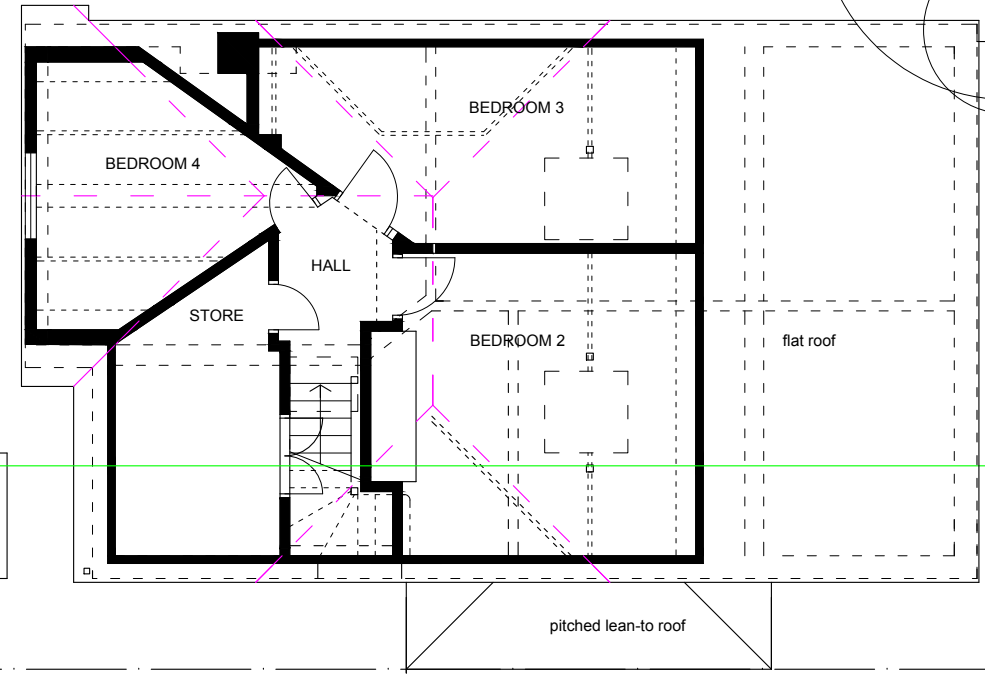 BEDROOM 3
BEDROOM 4
HALL
STORE
BEDROOM 2
flat roof
pitched lean-to roof